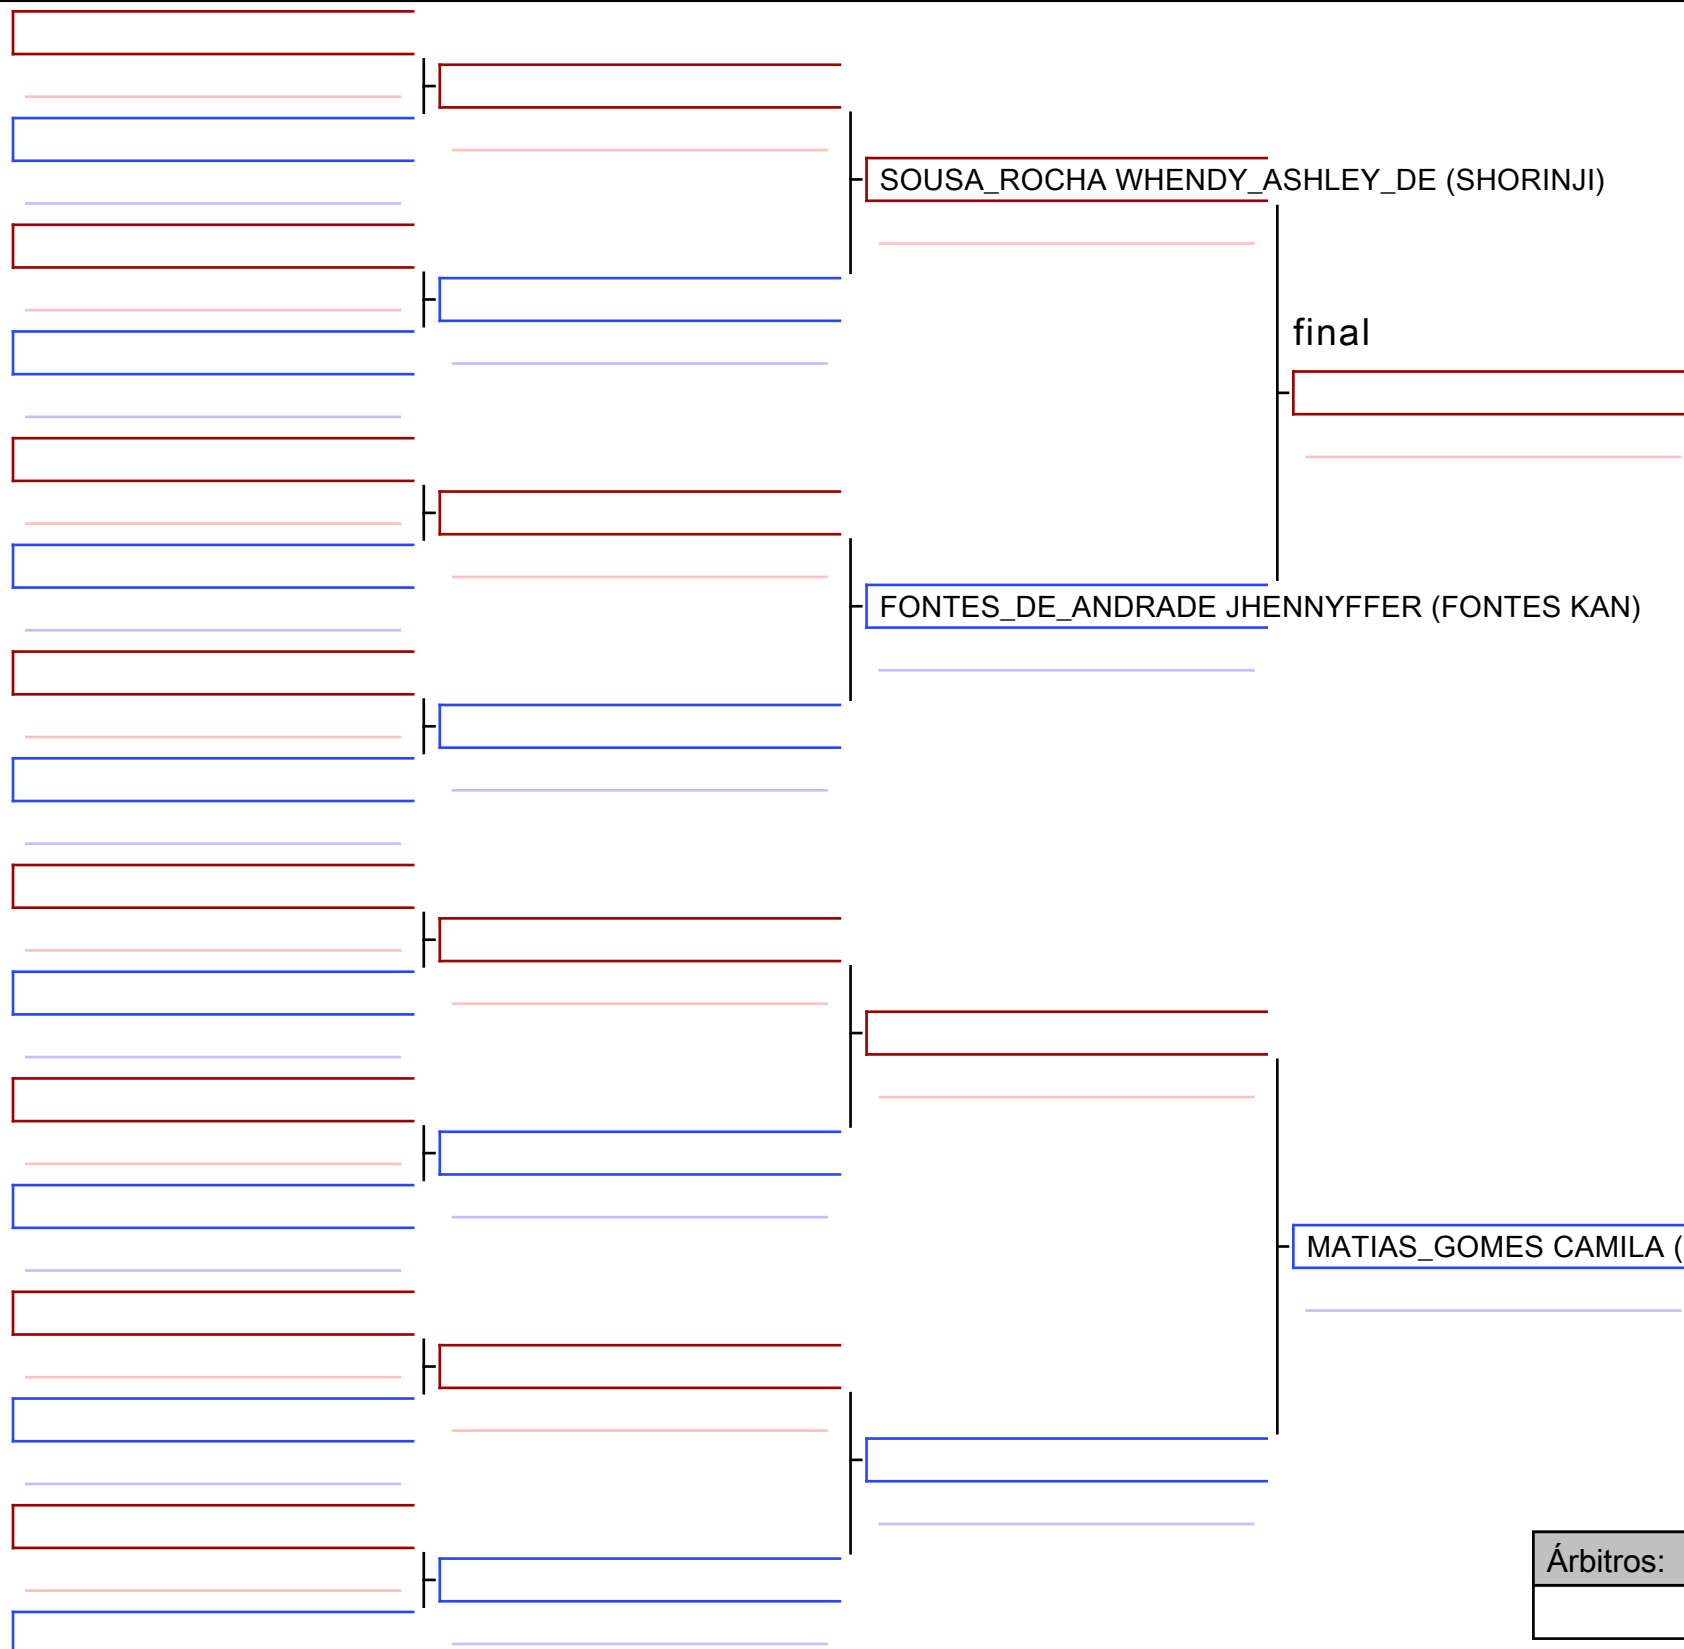 SOUSA_ROCHA WHENDY_ASHLEY_DE (SHORINJI)
final
FONTES_DE_ANDRADE JHENNYFFER (FONTES KAN)
MATIAS_GOMES CAMILA (
Árbitros: